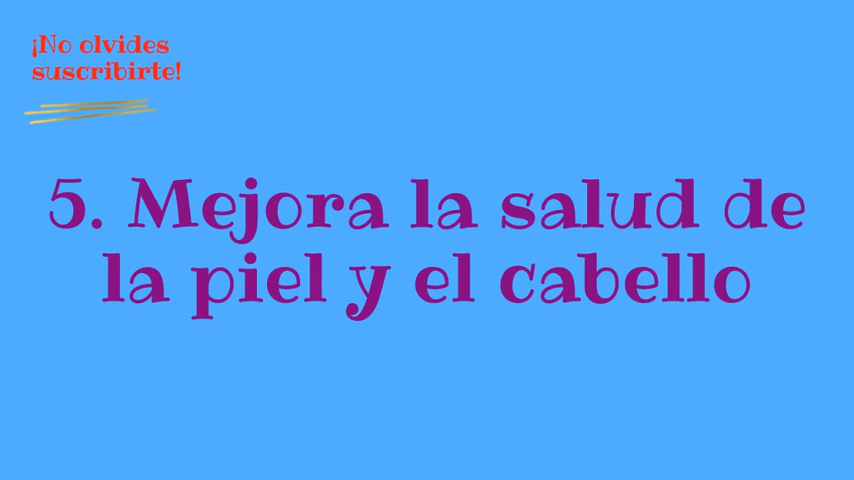 ¡No olvides
suscribirte!
5. Mejora la salud de
la piel y el cabello